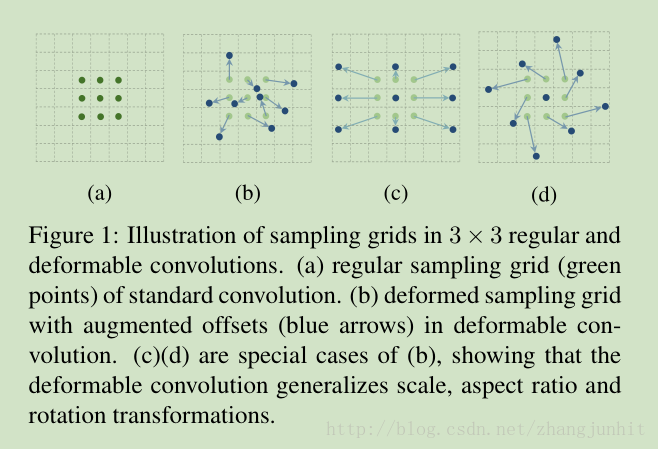 (a) (b) (c) (d)
Figure 1: Illustration of sampling grids in 3 × 3 regular and
deformable convolutions. (a) regular sampling grid (green
points) of standard convolution. (b) deformed sampling grid
with augmented offsets (blue arrows) in deformable con-
volution. (c)(d) are special cases of (b), showing that the
deformable convolution generalizes scale, aspect ratio and
rotation transformations.
http://blog.csdn.net/zhangjunhit